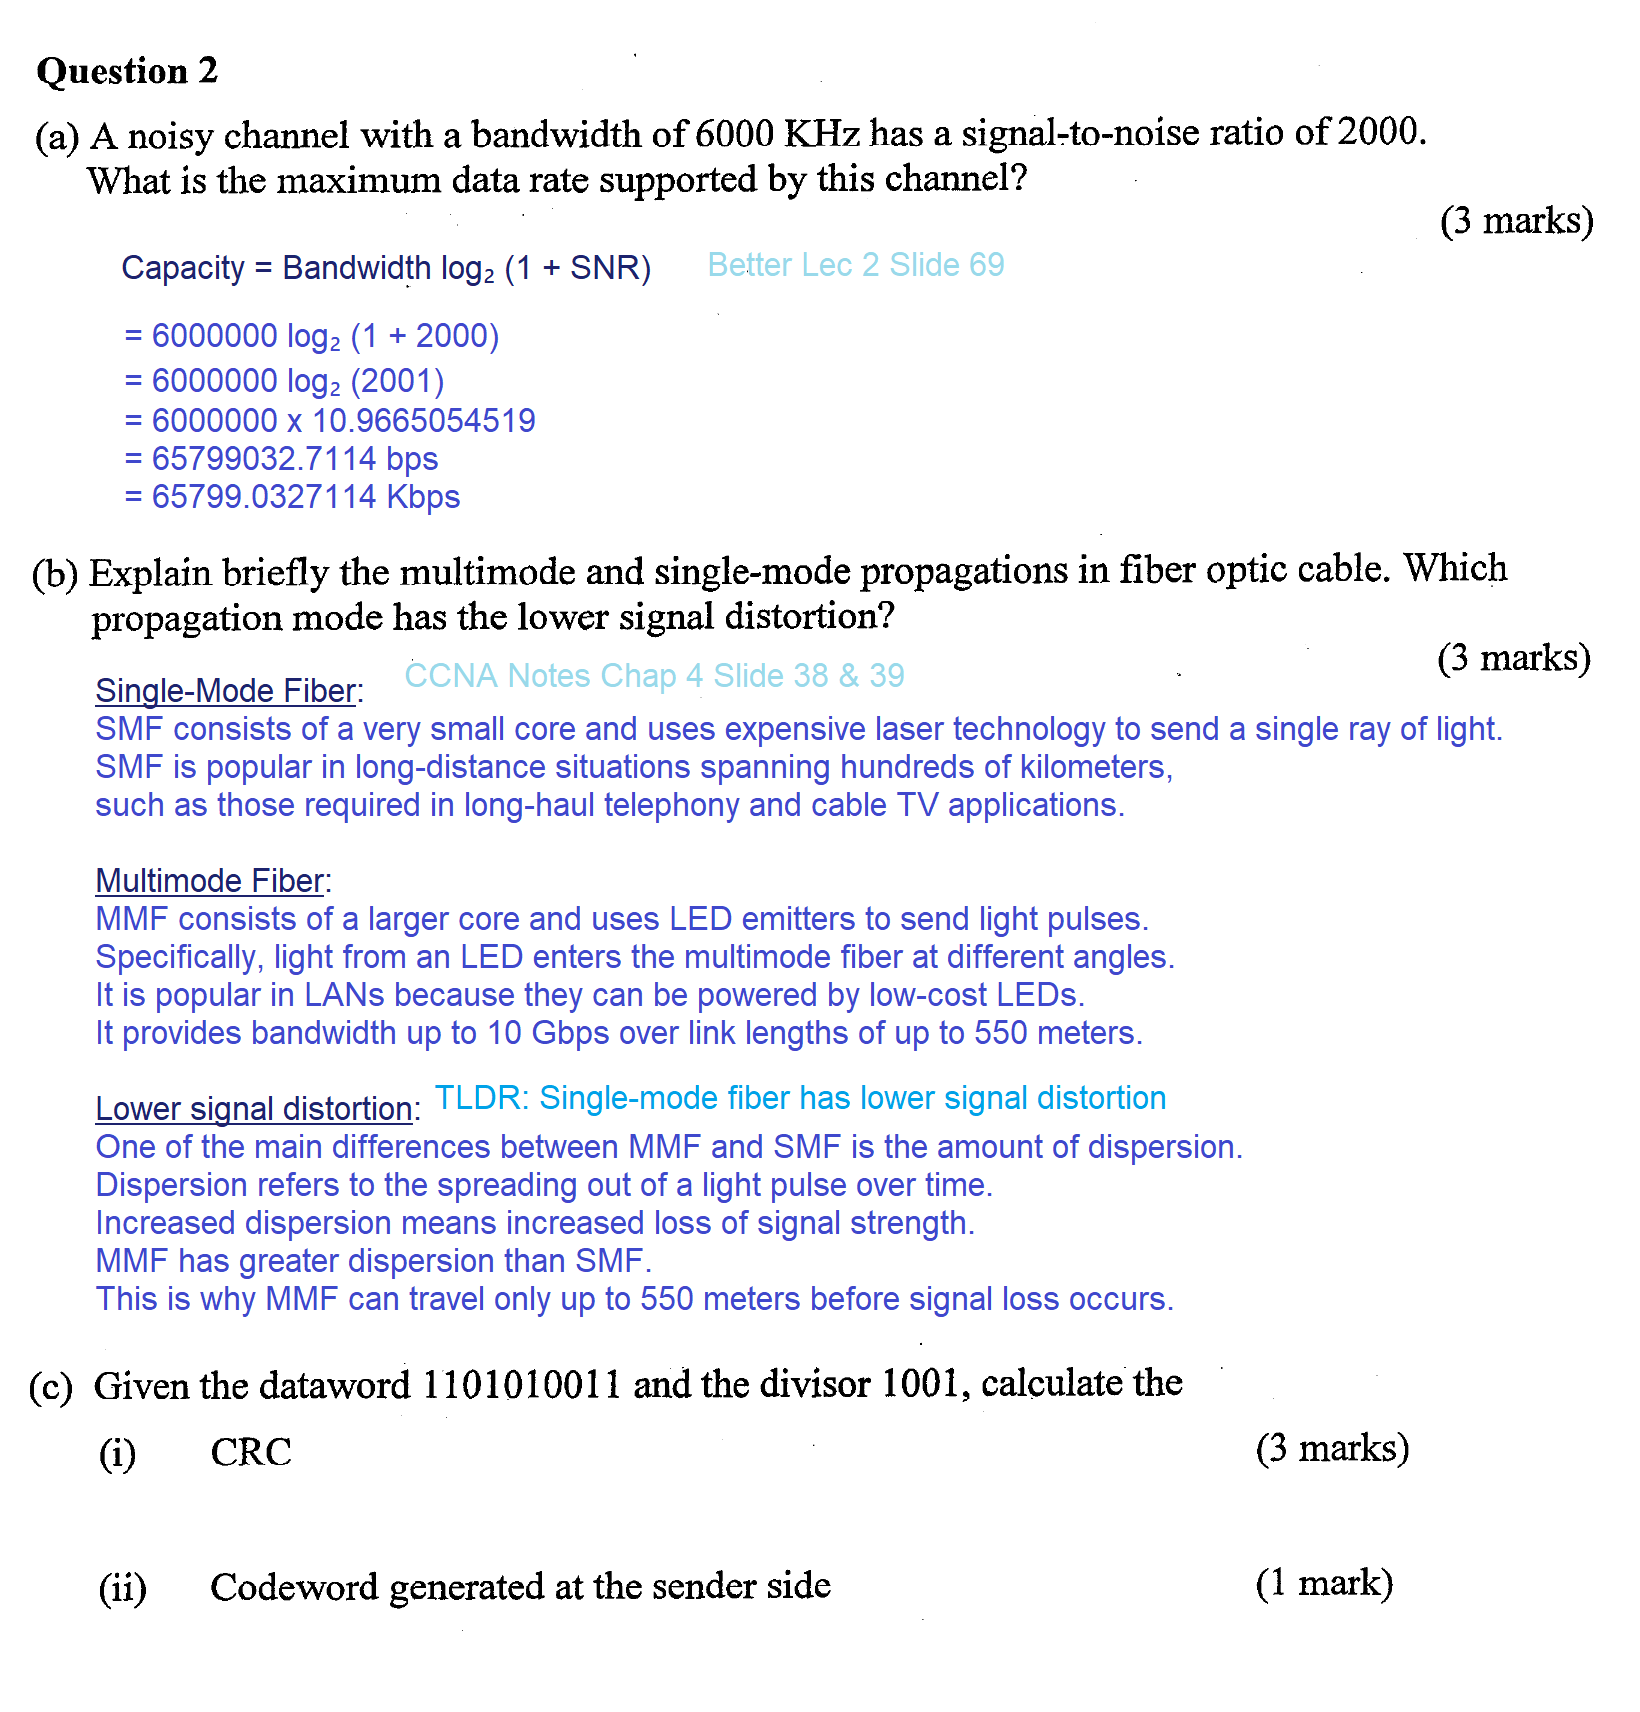 Question 2
(a) A noisy channel with a bandwidth of 6000 KHz has a signal-to-noise ratio of 2000.
What is the maximum data rate supported by this channel?
(3 marks)
Capacity = Bandwidth log₂ (1 + SNR) Better Lec 2 Slide 69
= 6000000 log₂ (1 + 2000)
= 6000000 log₂ (2001)
= 6000000 x 10.9665054519
= 65799032.7114 bps
= 65799.0327114 Kbps
(b) Explain briefly the multimode and single-mode propagations in fiber optic cable. Which
propagation mode has the lower signal distortion?
(3 marks)
Single-Mode Fiber: CCNA Notes Chap 4 Slide 38 & 39
SMF consists of a very small core and uses expensive laser technology to send a single ray of light.
SMF is popular in long-distance situations spanning hundreds of kilometers,
such as those required in long-haul telephony and cable TV applications.
Multimode Fiber:
MMF consists of a larger core and uses LED emitters to send light pulses.
Specifically, light from an LED enters the multimode fiber at different angles.
It is popular in LANs because they can be powered by low-cost LEDs.
It provides bandwidth up to 10 Gbps over link lengths of up to 550 meters.
Lower signal distortion: TLDR: Single-mode fiber has lower signal distortion
One of the main differences between MMF and SMF is the amount of dispersion.
Dispersion refers to the spreading out of a light pulse over time.
Increased dispersion means increased loss of signal strength.
MMF has greater dispersion than SMF.
This is why MMF can travel only up to 550 meters before signal loss occurs.
(c) Given the dataword 1101010011 and the divisor 1001, calculate the
(i) CRC (3 marks)
(ii) Codeword generated at the sender side (1 mark)